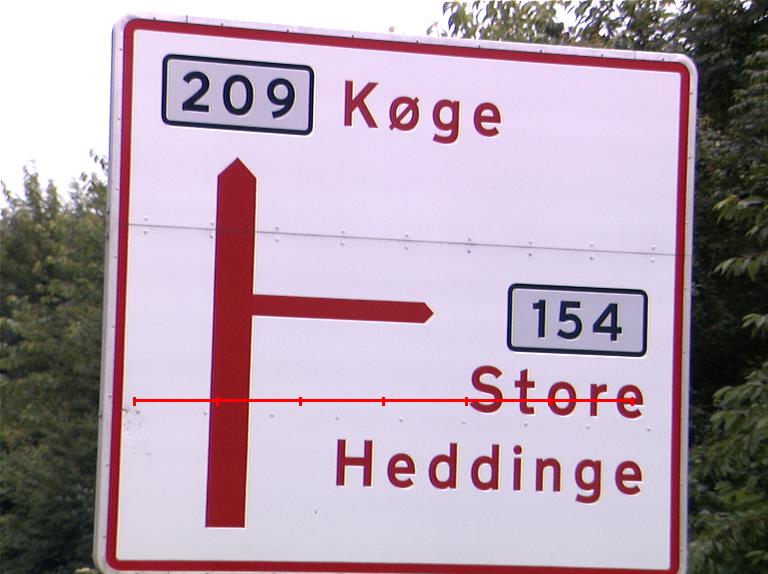 209 Køge
154
Store
Heddinge